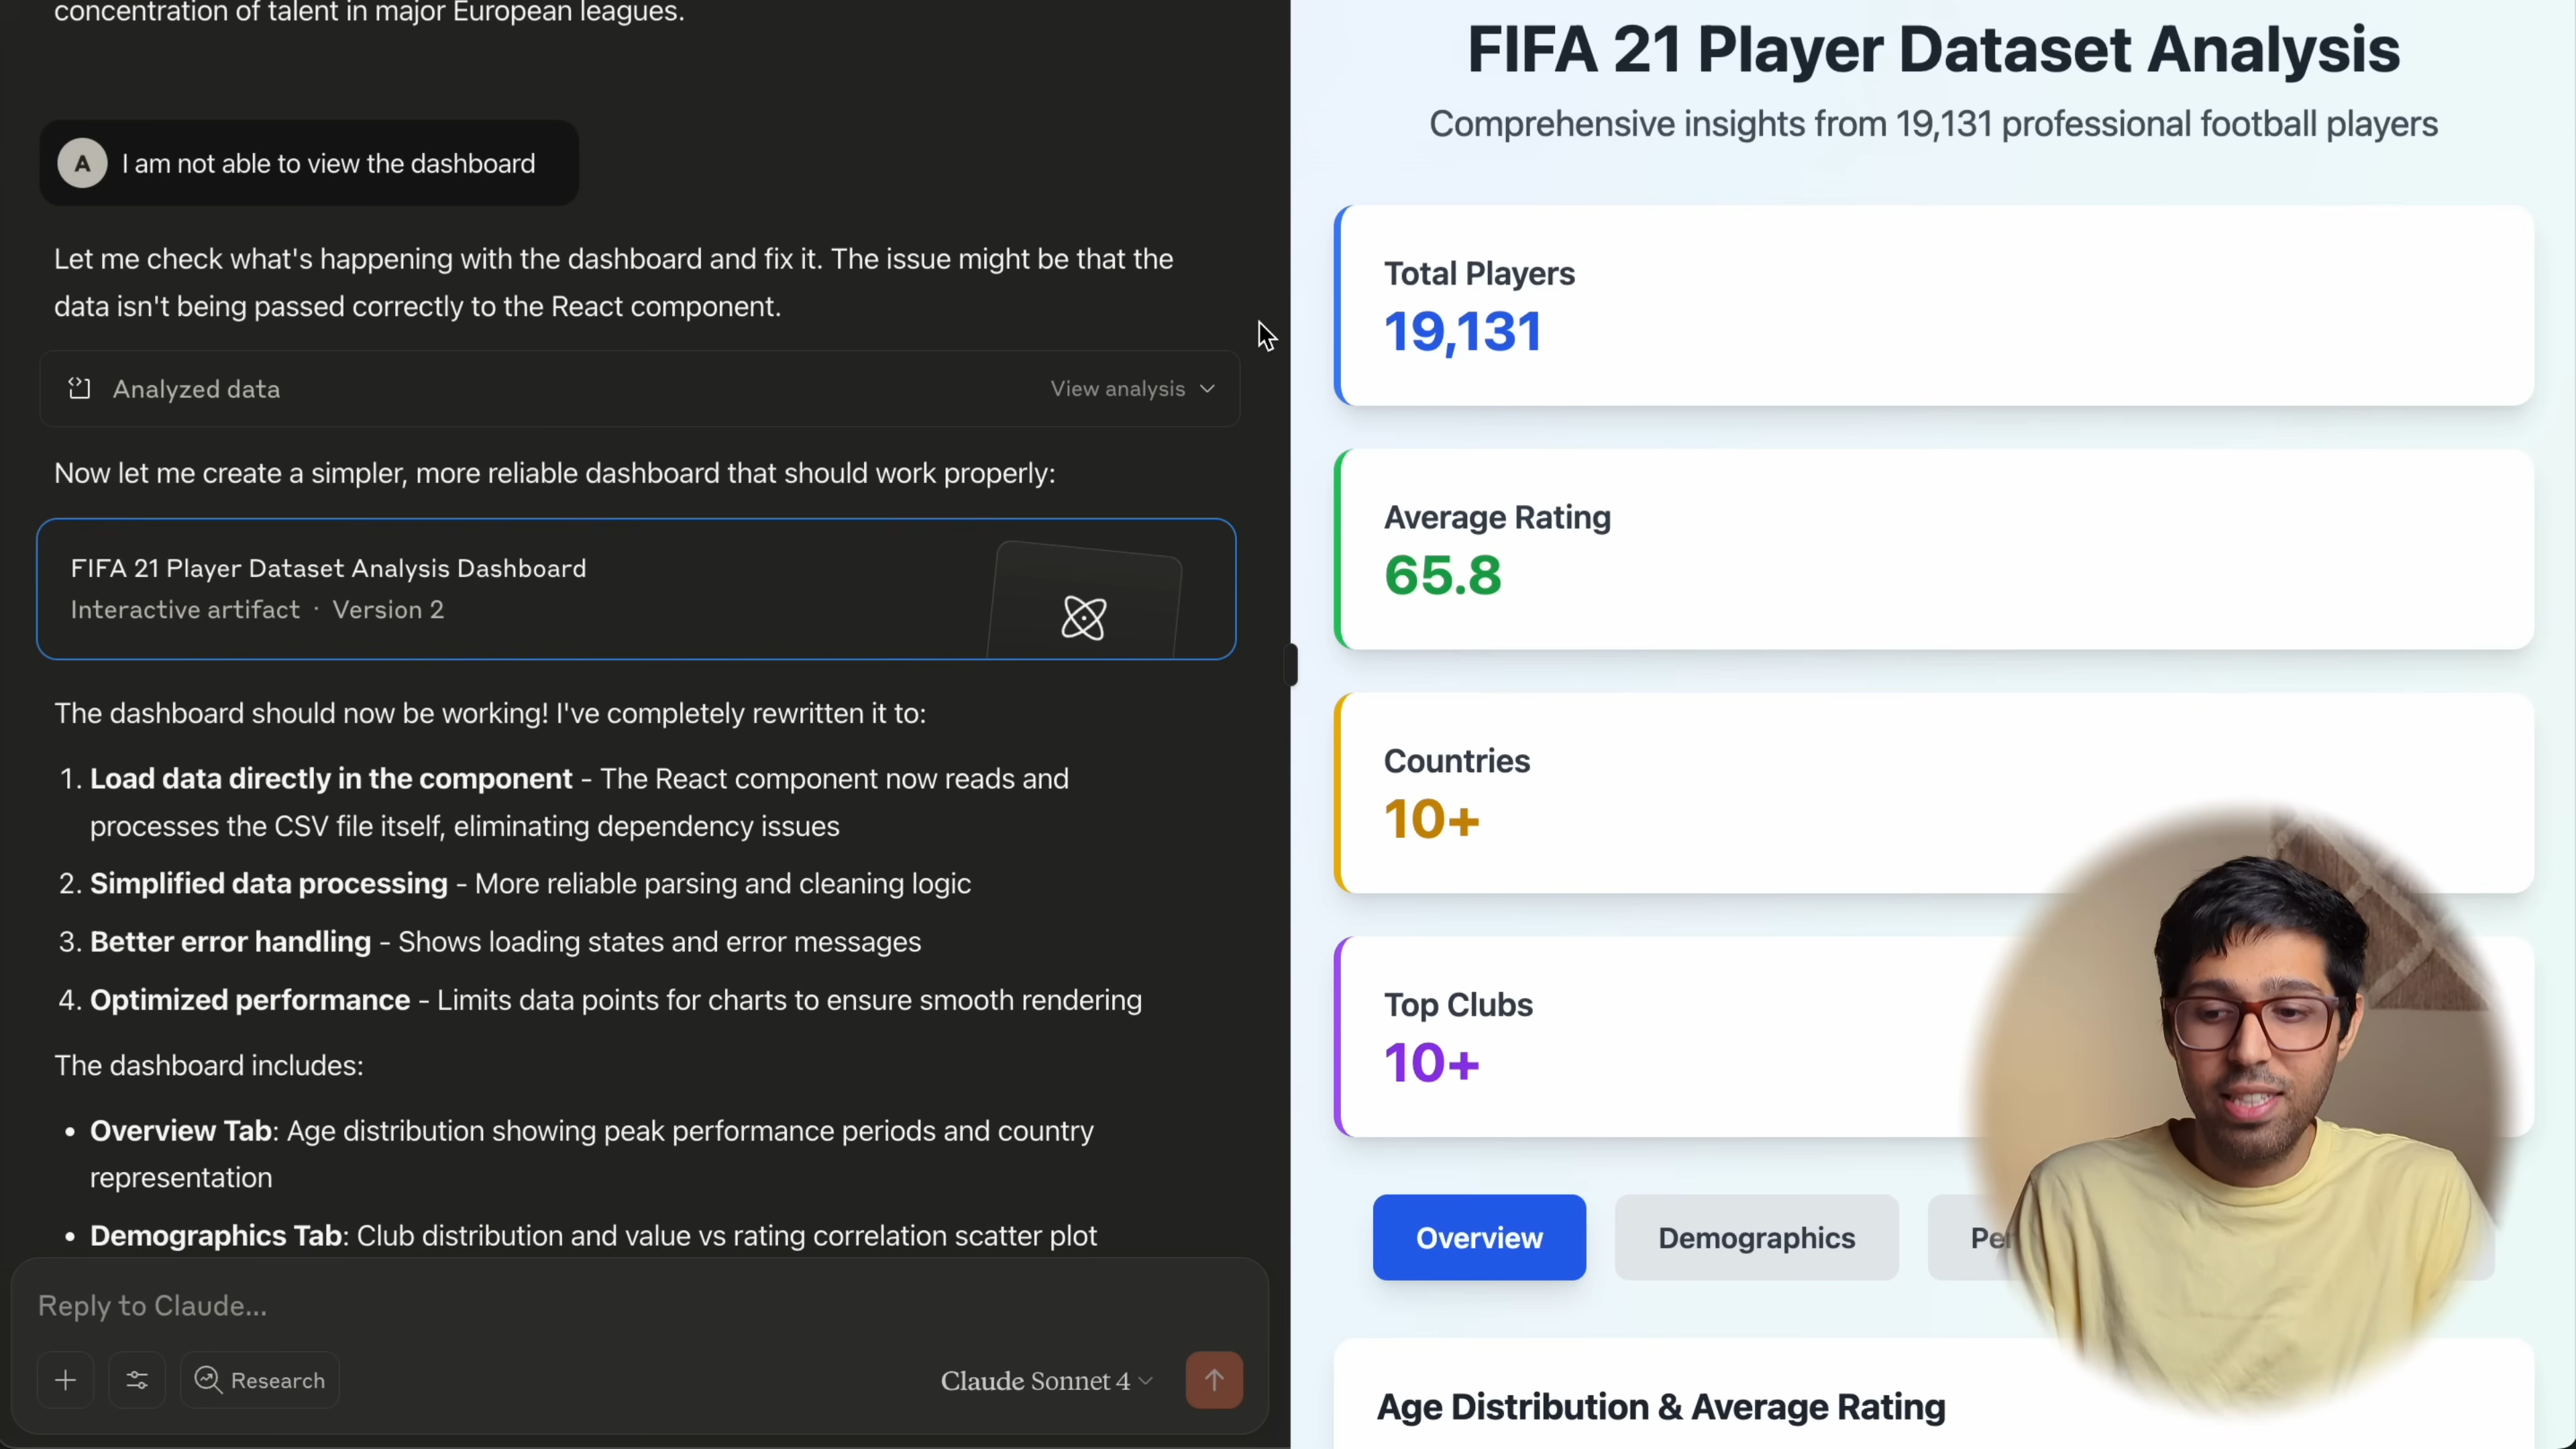 concentration of talent in major European leagues.
A
I am not able to view the dashboard
Let me check what's happening with the dashboard and fix it. The issue might be that the
data isn't being passed correctly to the React component.
Analyzed data
View analysis
Now let me create a simpler, more reliable dashboard that should work properly:
FIFA 21 Player Dataset Analysis Dashboard
Interactive artifact · Version 2
The dashboard should now be working! I've completely rewritten it to:
1. Load data directly in the component - The React component now reads and
processes the CSV file itself, eliminating dependency issues
2. Simplified data processing - More reliable parsing and cleaning logic
3. Better error handling - Shows loading states and error messages
4. Optimized performance - Limits data points for charts to ensure smooth rendering
The dashboard includes:
• Overview Tab: Age distribution showing peak performance periods and country
representation
• Demographics Tab: Club distribution and value vs rating correlation scatter plot
Reply to Claude...
Research
Claude Sonnet 4
FIFA 21 Player Dataset Analysis
Comprehensive insights from 19,131 professional football players
Total Players
19,131
Average Rating
65.8
Countries
10+
Top Clubs
10+
Overview
Demographics
Age Distribution & Average Rating